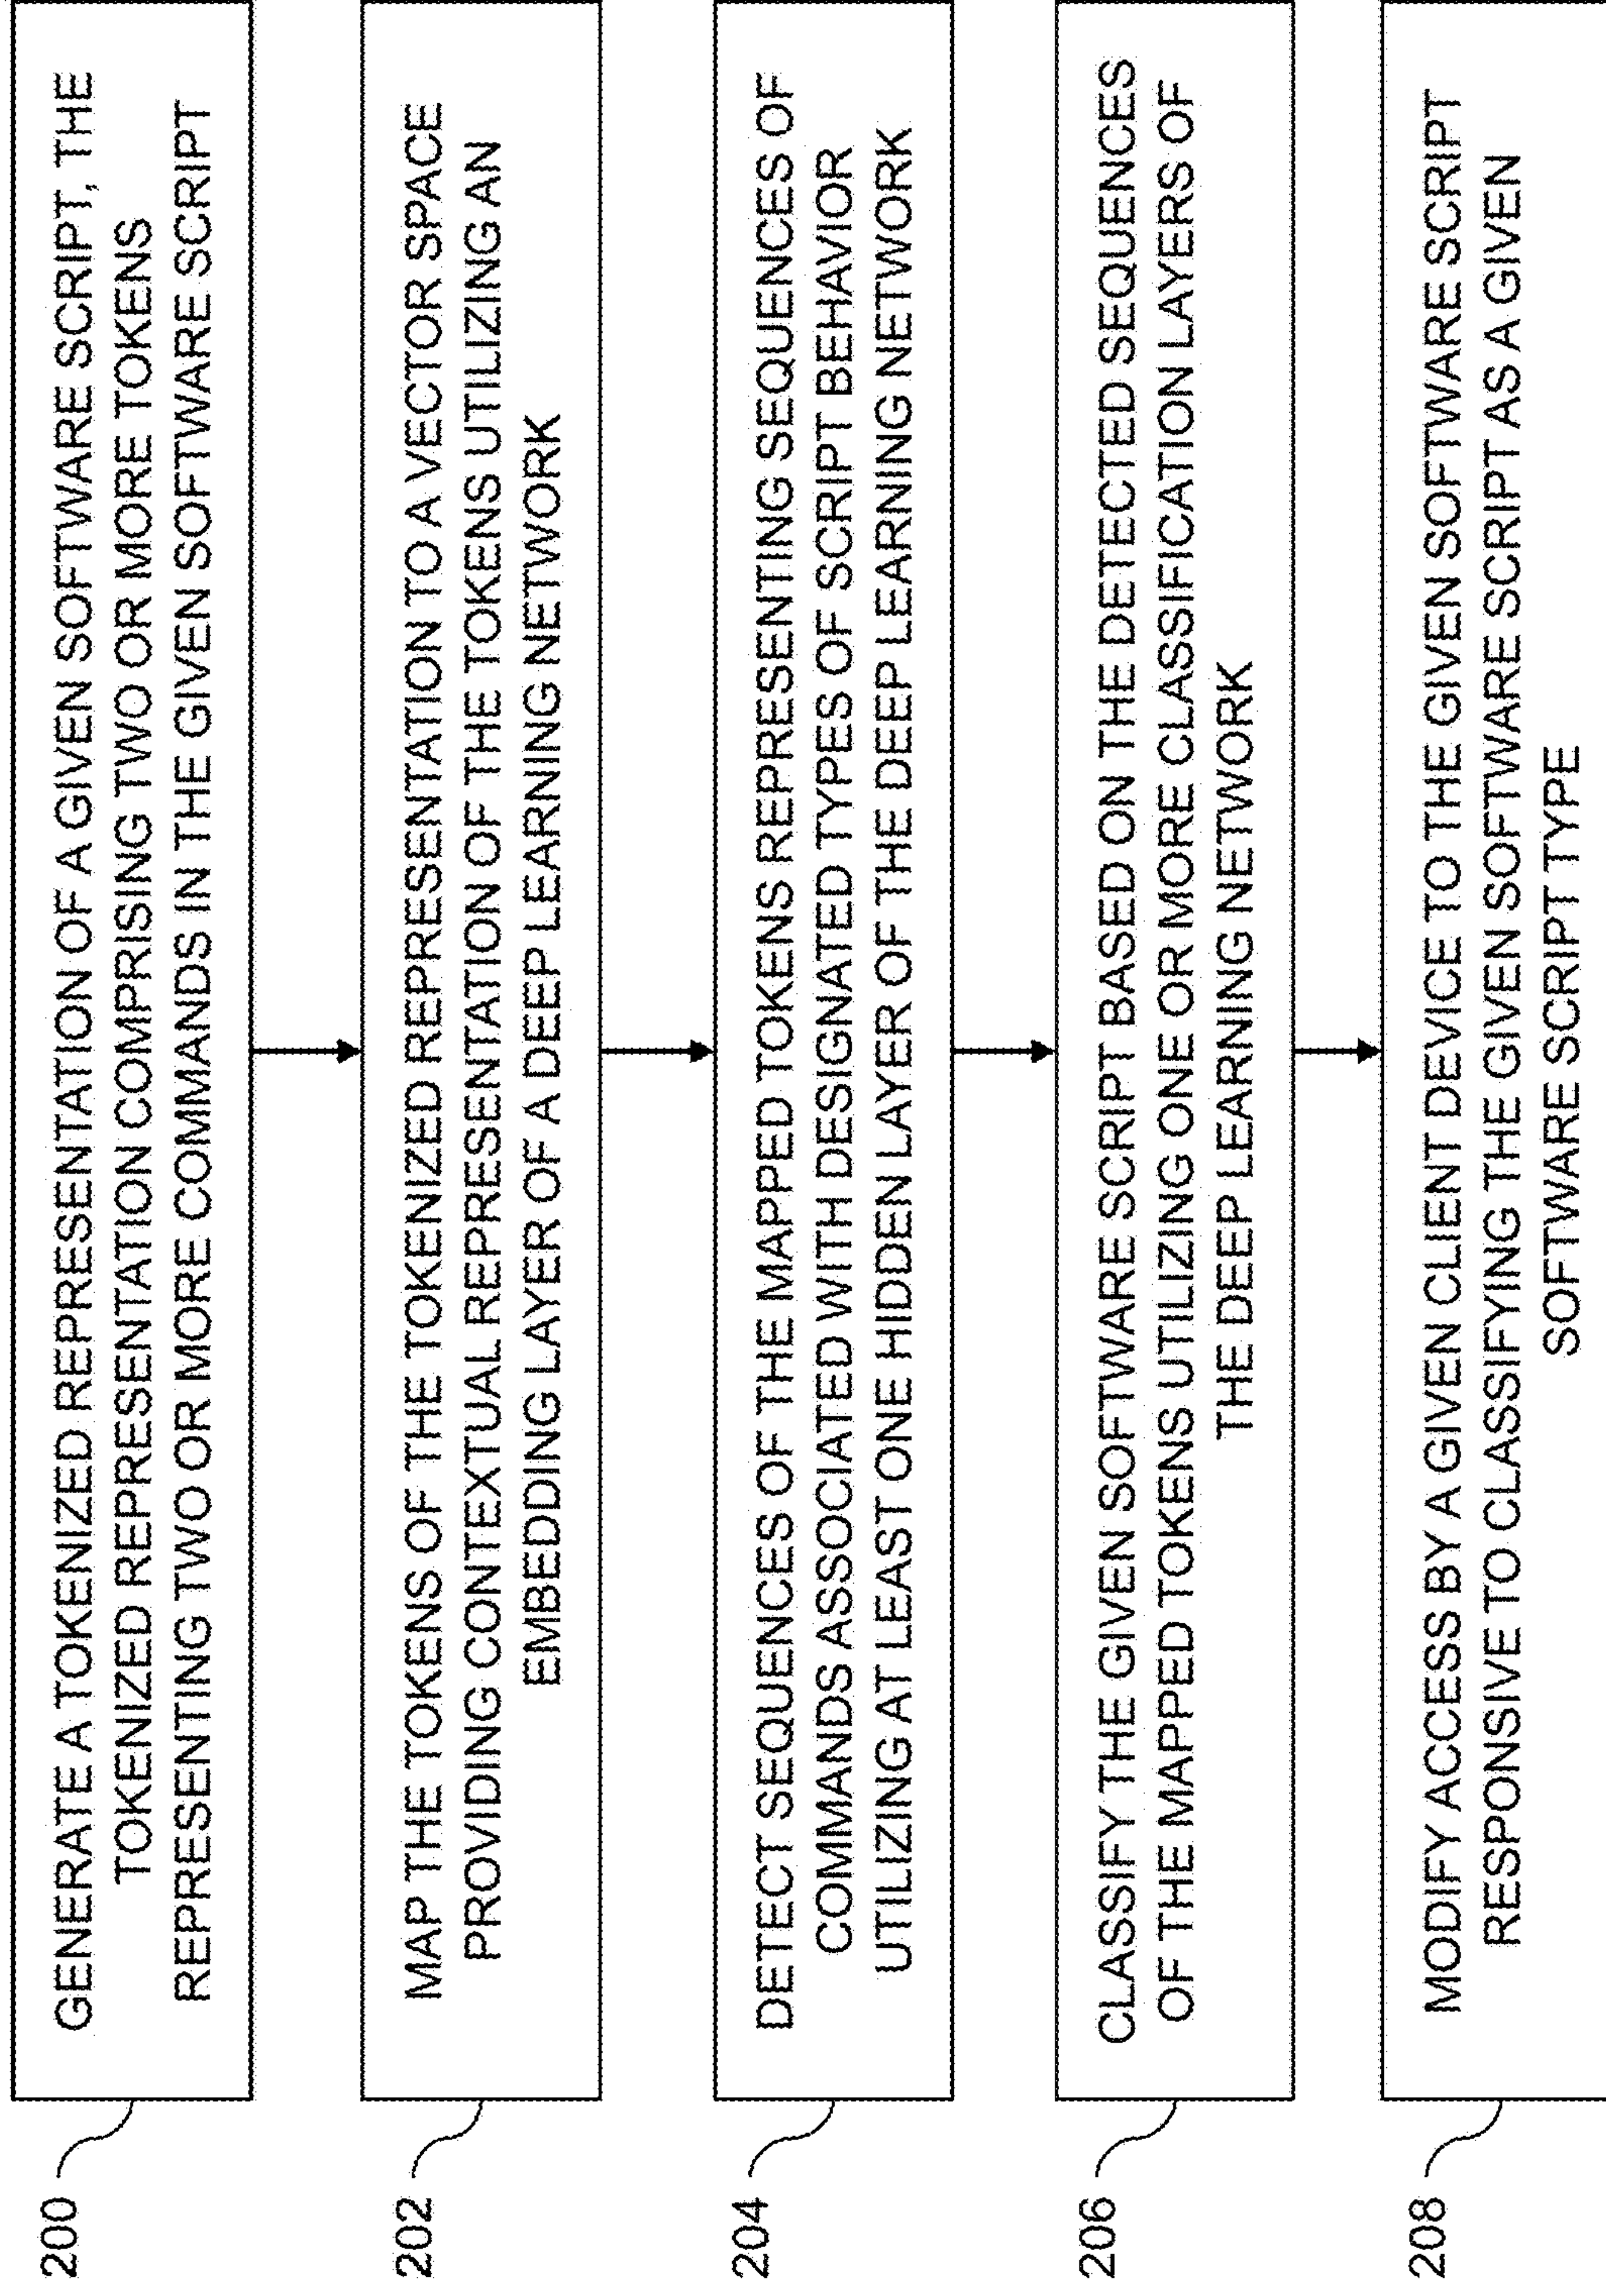 200
GENERATE A TOKENIZED REPRESENTATION OF A GIVEN SOFTWARE SCRIPT, THE
TOKENIZED REPRESENTATION COMPRISING TWO OR MORE TOKENS
REPRESENTING TWO OR MORE COMMANDS IN THE GIVEN SOFTWARE SCRIPT
202
MAP THE TOKENS OF THE TOKENIZED REPRESENTATION TO A VECTOR SPACE
PROVIDING CONTEXTUAL REPRESENTATION OF THE TOKENS UTILIZING AN
EMBEDDING LAYER OF A DEEP LEARNING NETWORK
204
DETECT SEQUENCES OF THE MAPPED TOKENS REPRESENTING SEQUENCES OF
COMMANDS ASSOCIATED WITH DESIGNATED TYPES OF SCRIPT BEHAVIOR
UTILIZING AT LEAST ONE HIDDEN LAYER OF THE DEEP LEARNING NETWORK
206
CLASSIFY THE GIVEN SOFTWARE SCRIPT BASED ON THE DETECTED SEQUENCES
OF THE MAPPED TOKENS UTILIZING ONE OR MORE CLASSIFICATION LAYERS OF
THE DEEP LEARNING NETWORK
208
MODIFY ACCESS BY A GIVEN CLIENT DEVICE TO THE GIVEN SOFTWARE SCRIPT
RESPONSIVE TO CLASSIFYING THE GIVEN SOFTWARE SCRIPT AS A GIVEN
SOFTWARE SCRIPT TYPE